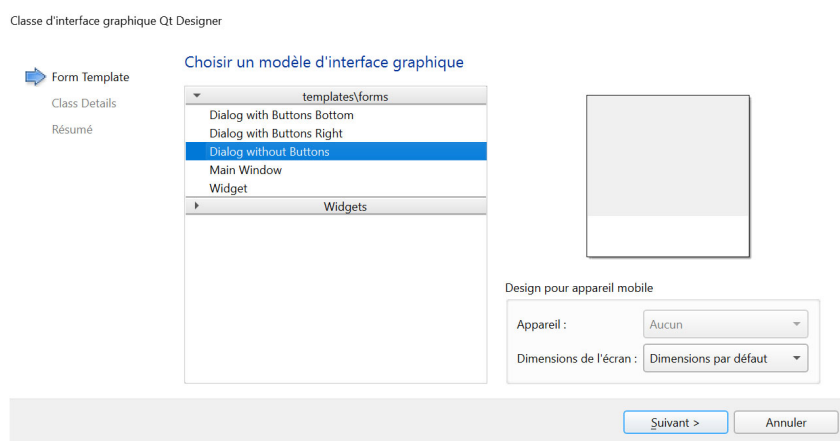 Classe d'interface graphique Qt Designer
Choisir un modèle d'interface graphique
Form Template
Class Details
Résumé
templates\forms
Dialog with Buttons Bottom
Dialog with Buttons Right
Dialog without Buttons
Main Window
Widget
Widgets
Design pour appareil mobile
Appareil : Aucun
Dimensions de l'écran : Dimensions par défaut
Suivant > Annuler